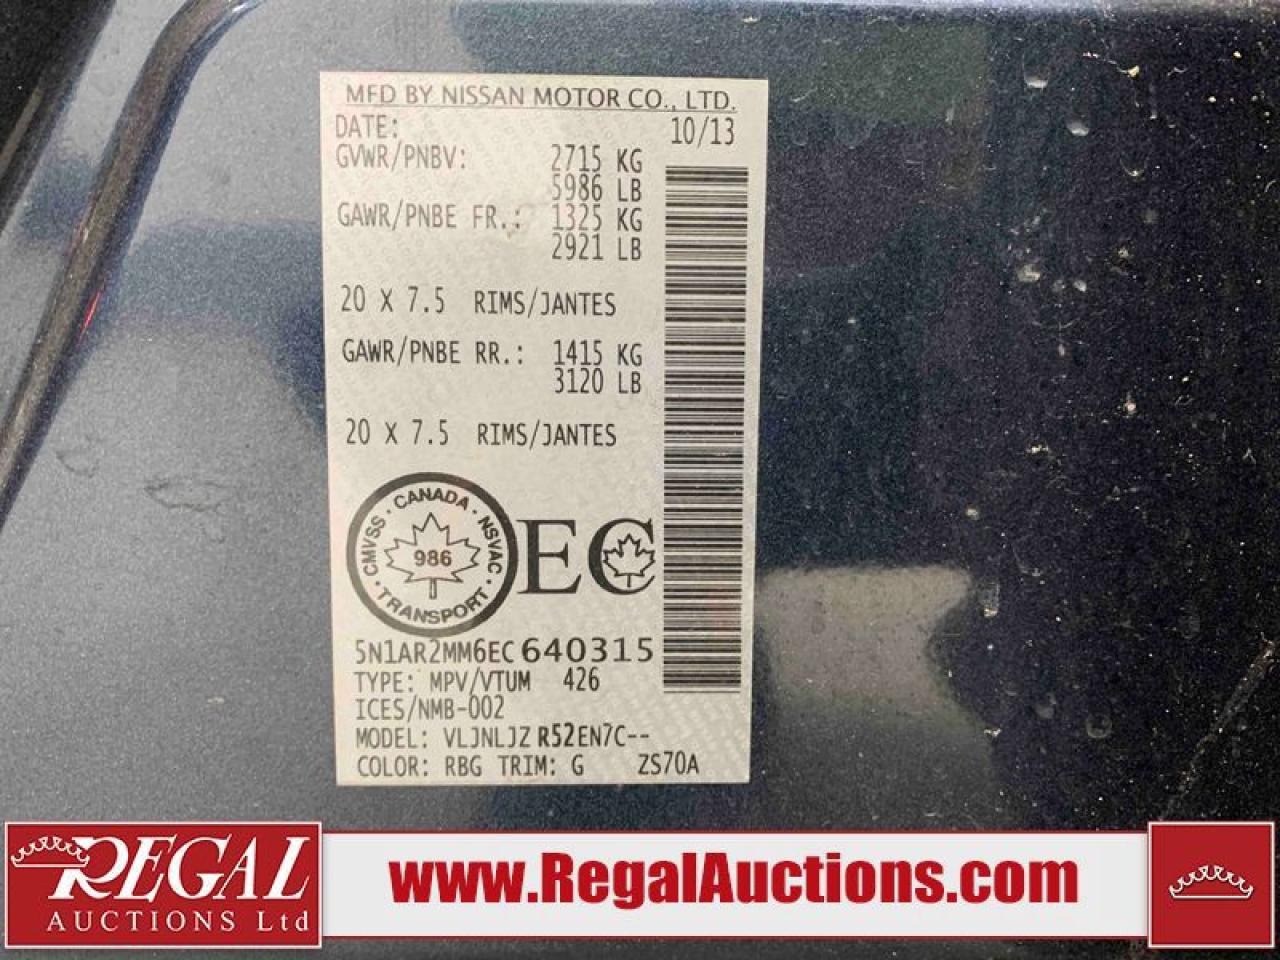 MFD BY NISSAN MOTOR CO., LTD.
DATE: 10/13
GVWR/PNBV: 2715 KG
5986 LB
GAWR/PNBE FR.: 1325 KG
2921 LB
20 X 7.5 RIMS/JANTES
GAWR/PNBE RR.: 1415 KG
3120 LB
20 X 7.5 RIMS/JANTES
CMVSS · CANADA · NSVAC · TRANSPORT ·
986
EC
5N1AR2MM6EC640315
TYPE: MPV/VTUM 426
ICES/NMB-002
MODEL: VLJNLJZ R52EN7C--
COLOR: RBG TRIM: G ZS70A
REGAL
AUCTIONS Ltd
www.RegalAuctions.com